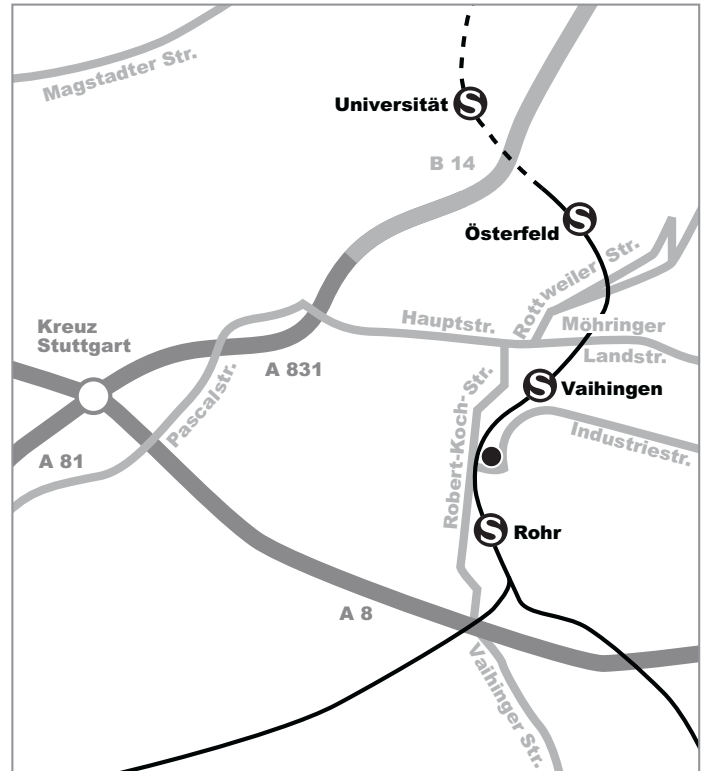 Magstadter Str.
Universität
S
B 14
S
Österfeld
Rottweiler Str.
Kreuz
Stuttgart
Hauptstr.
Möhringer
Landstr.
A 831
Pascalstr.
Robert-Koch-Str.
S
Vaihingen
Industriestr.
A 81
S
Rohr
A 8
Vaihinger Str.